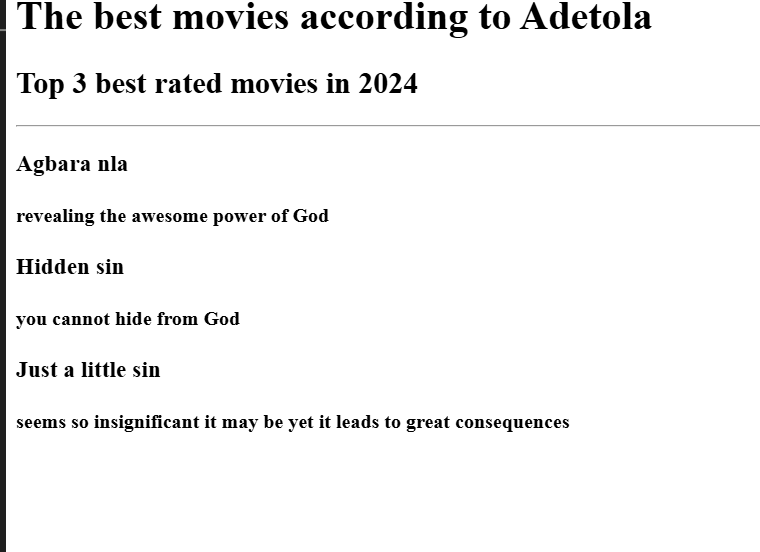 The best movies according to Adetola
Top 3 best rated movies in 2024
Agbara nla
revealing the awesome power of God
Hidden sin
you cannot hide from God
Just a little sin
seems so insignificant it may be yet it leads to great consequences